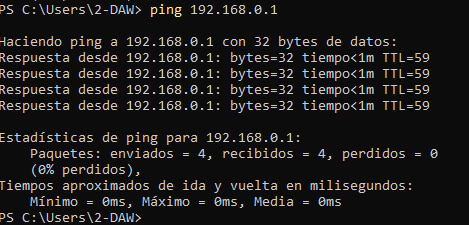 PS C:\Users\2-DAW> ping 192.168.0.1
Haciendo ping a 192.168.0.1 con 32 bytes de datos:
Respuesta desde 192.168.0.1: bytes=32 tiempo<1m TTL=59
Respuesta desde 192.168.0.1: bytes=32 tiempo<1m TTL=59
Respuesta desde 192.168.0.1: bytes=32 tiempo<1m TTL=59
Respuesta desde 192.168.0.1: bytes=32 tiempo<1m TTL=59
Estadísticas de ping para 192.168.0.1:
Paquetes: enviados = 4, recibidos = 4, perdidos = 0
(0% perdidos),
Tiempos aproximados de ida y vuelta en milisegundos:
Mínimo = 0ms, Máximo = 0ms, Media = 0ms
PS C:\Users\2-DAW>